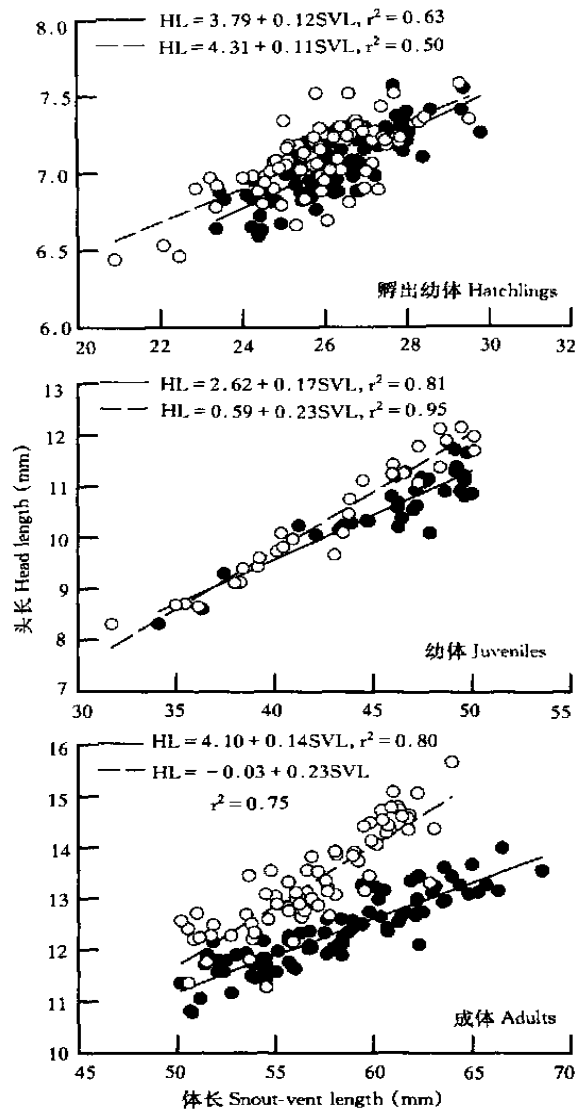 HL = 3.79 + 0.12SVL, r² = 0.63
HL = 4.31 + 0.11SVL, r² = 0.50
8.0
7.5
7.0
6.5
6.0
孵出幼体 Hatchlings
20 22 24 26 28 30 32
HL = 2.62 + 0.17SVL, r² = 0.81
HL = 0.59 + 0.23SVL, r² = 0.95
13
12
11
10
9
8
7
幼体 Juveniles
30 35 40 45 50 55
头长 Head length (mm)
HL = 4.10 + 0.14SVL, r² = 0.80
HL = -0.03 + 0.23SVL
r² = 0.75
16
15
14
13
12
11
10
成体 Adults
45 50 55 60 65 70
体长 Snout-vent length (mm)